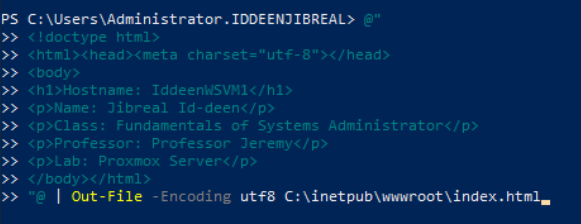 PS C:\Users\Administrator.IDDEENJIBREAL> @"
>> <!doctype html>
>> <html><head><meta charset="utf-8"></head>
>> <body>
>> <h1>Hostname: IddeenWSVM1</h1>
>> <p>Name: Jibreal Id-deen</p>
>> <p>Class: Fundamentals of Systems Administrator</p>
>> <p>Professor: Professor Jeremy</p>
>> <p>Lab: Proxmox Server</p>
>> </body></html>
>> "@ | Out-File -Encoding utf8 C:\inetpub\wwwroot\index.html